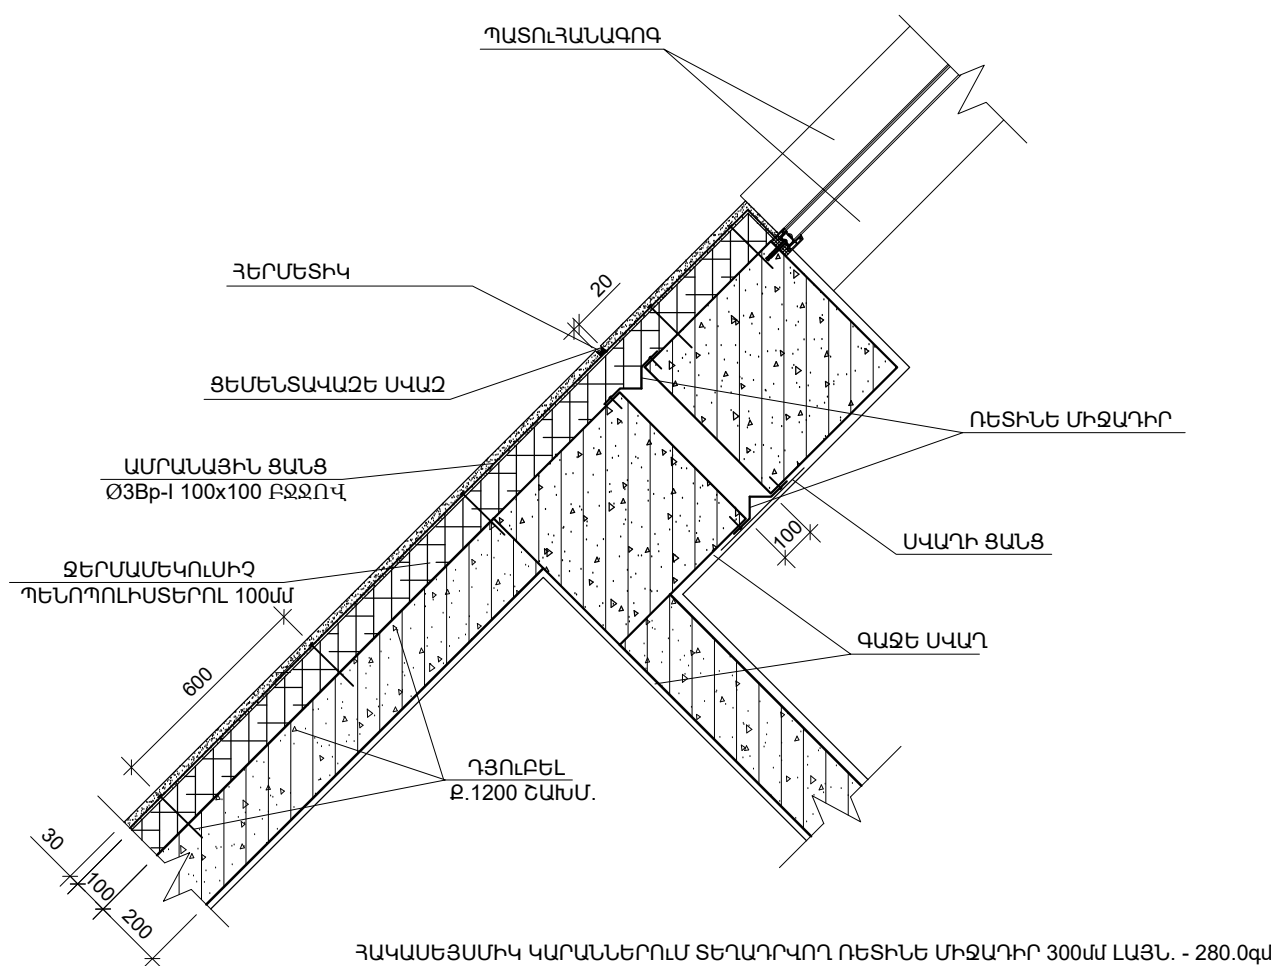 ՊԱՏՈՒՀԱՆԱԳՈԳ
ՀԵՐՄԵՏԻԿ
20
ՑԵՄԵՆՏԱՎԱԶԵ ՍՎԱԶ
ՌԵՏԻՆԵ ՄԻՋԱԴԻՐ
ԱՄՐԱՆԱՅԻՆ ՑԱՆՑ
Ø3Bp-I 100x100 ԲՋՋՈՎ
100
ՍՎԱՂԻ ՑԱՆՑ
ՋԵՐՄԱՄԵԿՈՒՍԻՉ
ՊԵՆՈՊՈԼԻՍՏԵՐՈԼ 100մմ
ԳԱՋԵ ՍՎԱՂ
600
ԴՅՈՒԲԵԼ
Ք.1200 ՇԱԽՄ.
30
100
200
ՀԱԿԱՍԵՅՍՄԻԿ ԿԱՐԱՆՆԵՐՈՒՄ ՏԵՂԱԴՐՎՈՂ ՌԵՏԻՆԵ ՄԻՋԱԴԻՐ 300մմ ԼԱՅՆ. - 280.0գմ